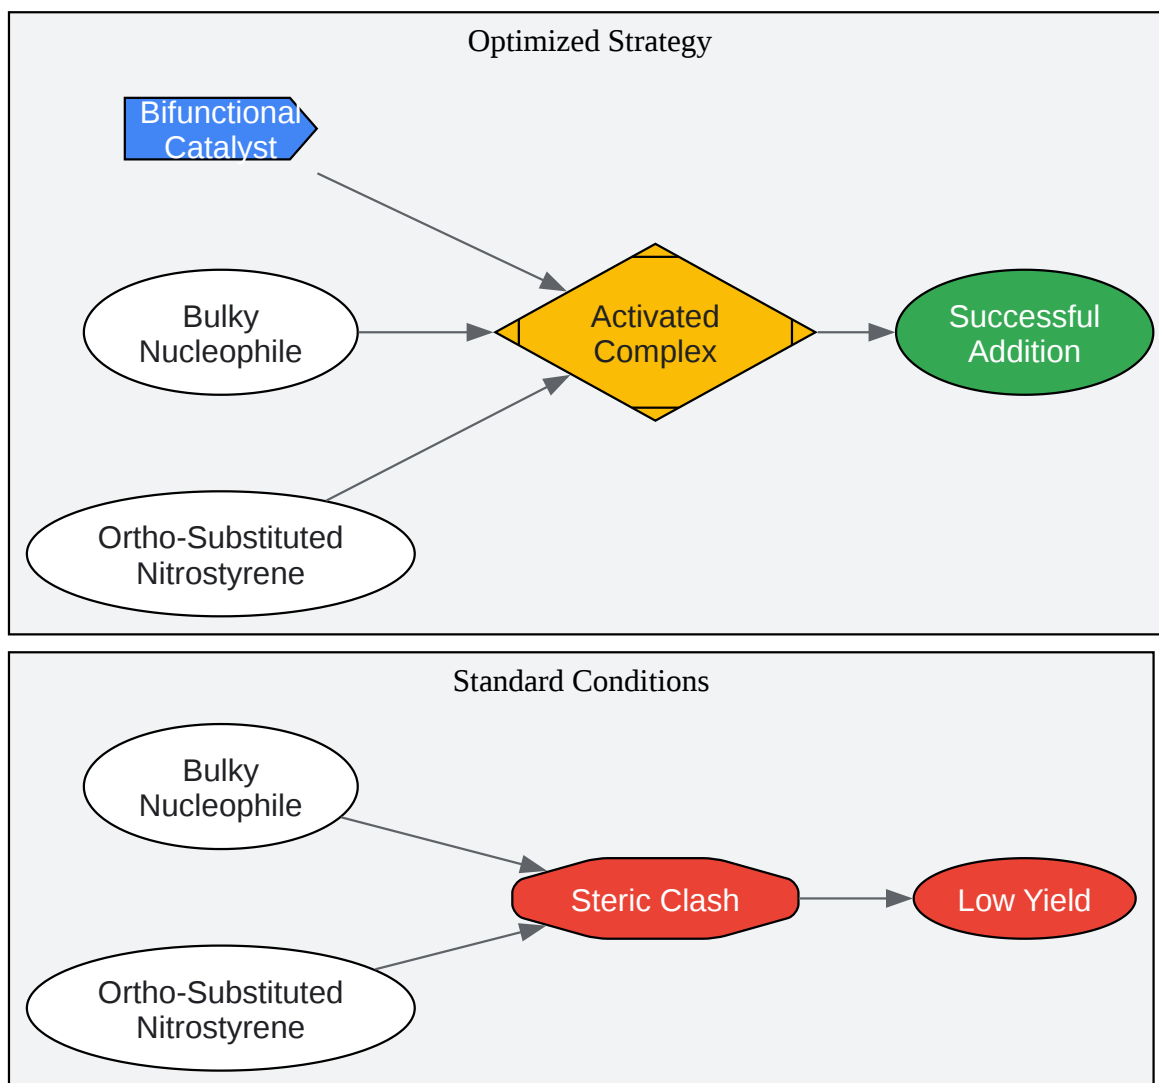 Optimized Strategy
Bifunctional
Catalyst
Bulky
Nucleophile
Activated
Complex
Successful
Addition
Ortho-Substituted
Nitrostyrene
Standard Conditions
Bulky
Nucleophile
Steric Clash
Low Yield
Ortho-Substituted
Nitrostyrene